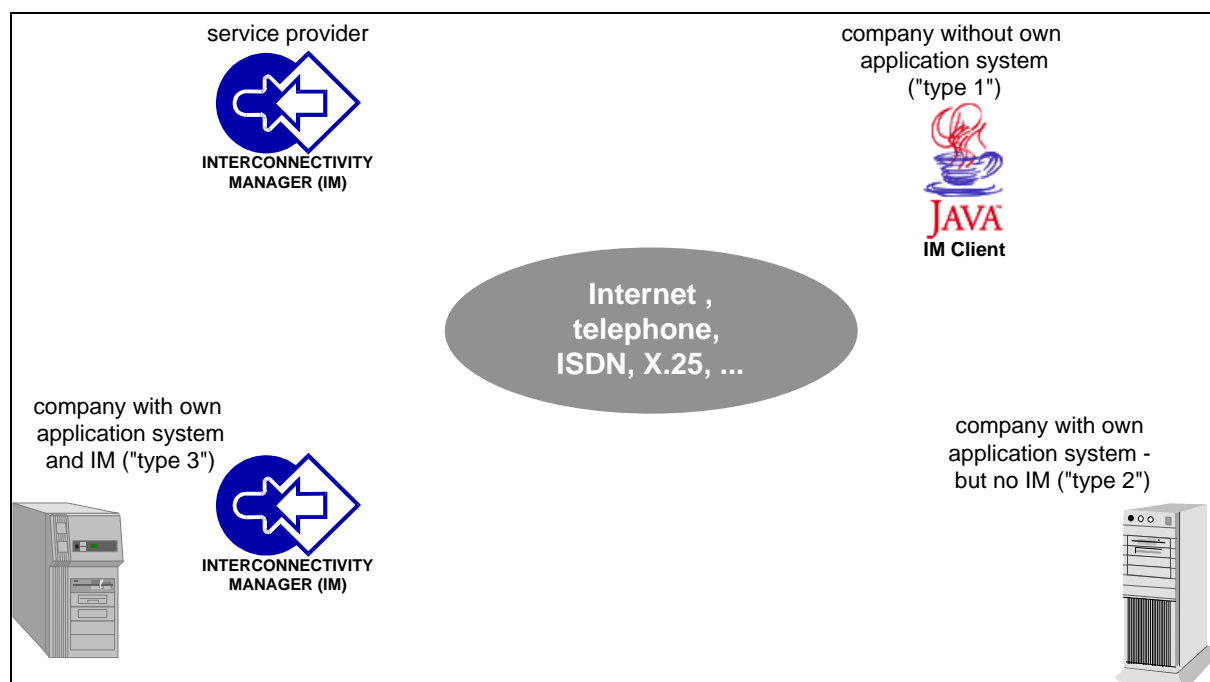 service provider
INTERCONNECTIVITY
MANAGER (IM)
company without own
application system
("type 1")
JAVA™
IM Client
Internet ,
telephone,
ISDN, X.25, ...
company with own
application system
and IM ("type 3")
INTERCONNECTIVITY
MANAGER (IM)
company with own
application system -
but no IM ("type 2")